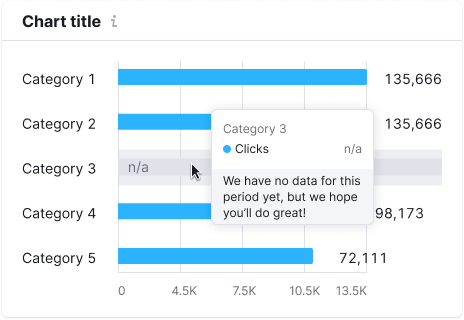 Chart title
Category 1 135,666
Category 2 135,666
Category 3 n/a
Category 3
Clicks n/a
We have no data for this
period yet, but we hope
you'll do great!
Category 4 98,173
Category 5 72,111
0 4.5K 7.5K 10.5K 13.5K